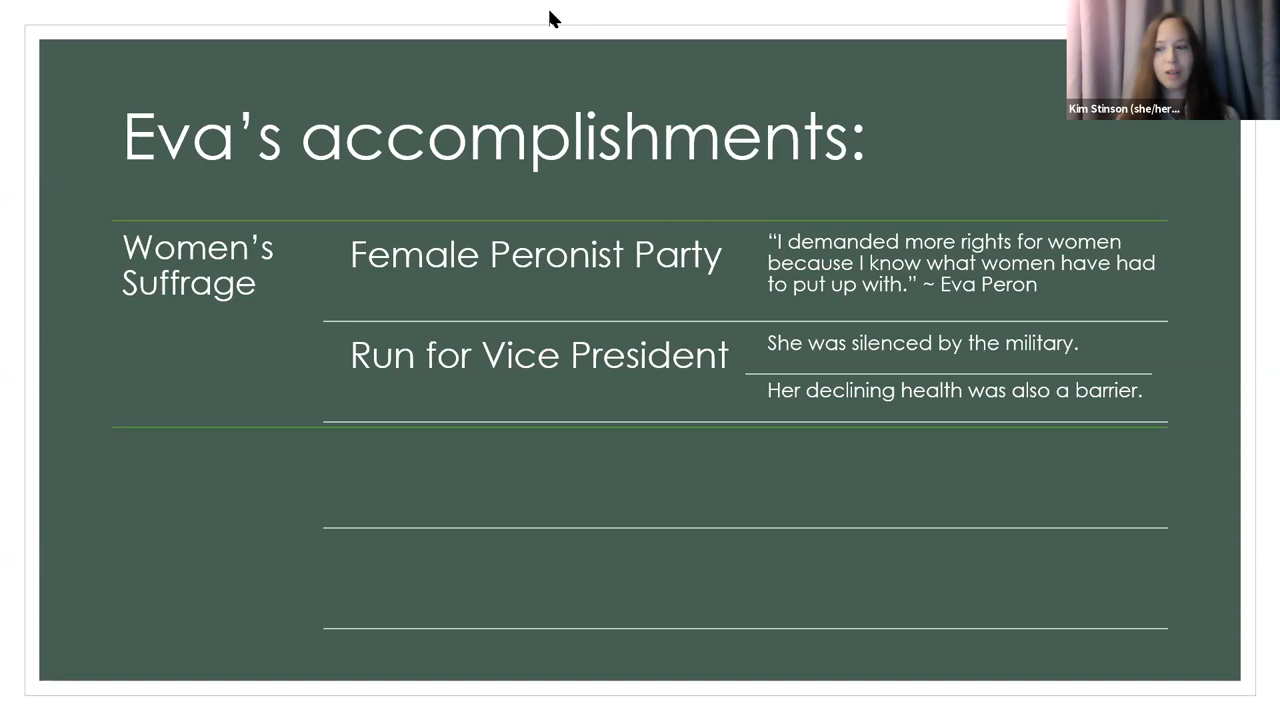 Eva’s accomplishments:
Kim Stinson (she/her...
Women’s
Suffrage
Female Peronist Party
“I demanded more rights for women
because I know what women have had
to put up with.” ~ Eva Peron
Run for Vice President
She was silenced by the military.
Her declining health was also a barrier.